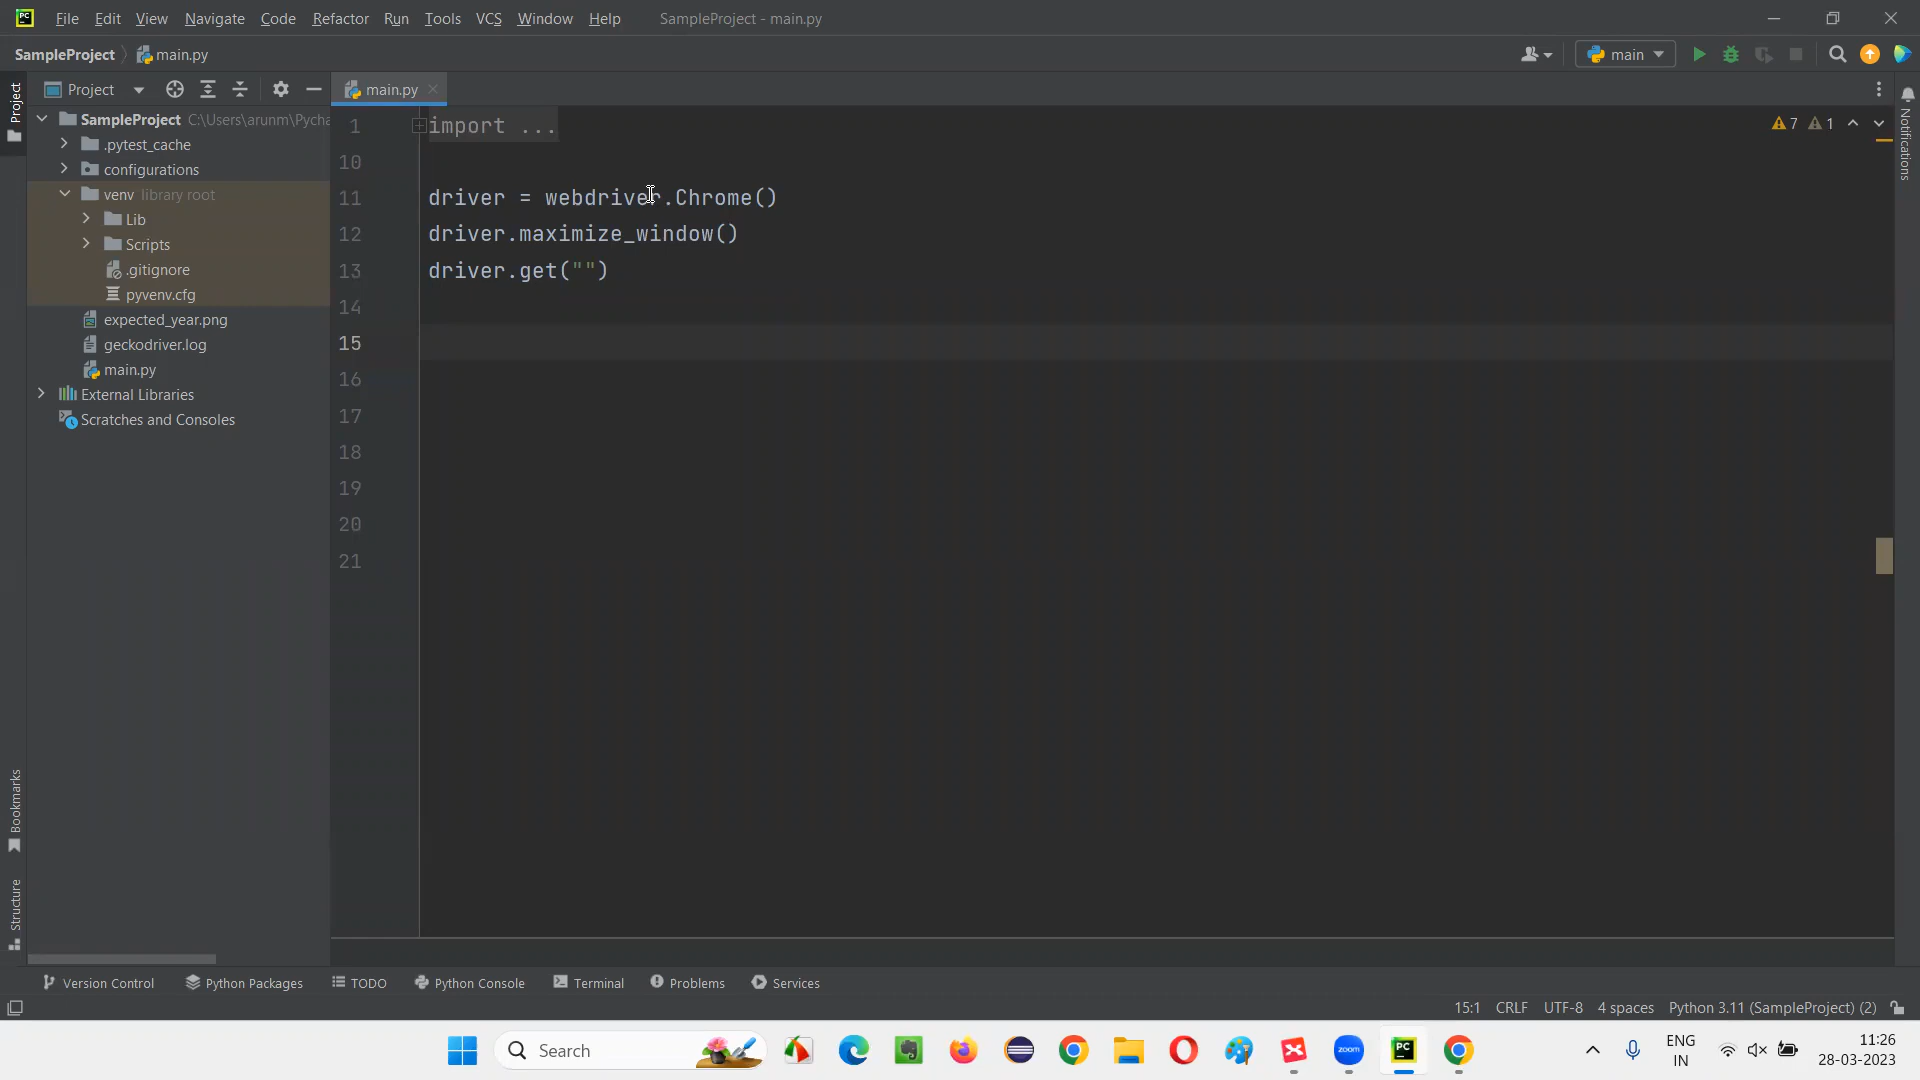 PC File Edit View Navigate Code Refactor Run Tools VCS Window Help SampleProject - main.py
SampleProject main.py main
Project main.py
Project
SampleProject C:\Users\arunm\Pycha
.pytest_cache
configurations
venv library root
Lib
Scripts
.gitignore
pyvenv.cfg
expected_year.png
geckodriver.log
main.py
External Libraries
Scratches and Consoles
1 import ... 7 1
10
11 driver = webdriver.Chrome()
12 driver.maximize_window()
13 driver.get("")
14
15
16
17
18
19
20
21
Notifications
Bookmarks
Structure
Version Control Python Packages TODO Python Console Terminal Problems Services
15:1 CRLF UTF-8 4 spaces Python 3.11 (SampleProject) (2)
Search zoom PC ENG 11:26
IN 28-03-2023